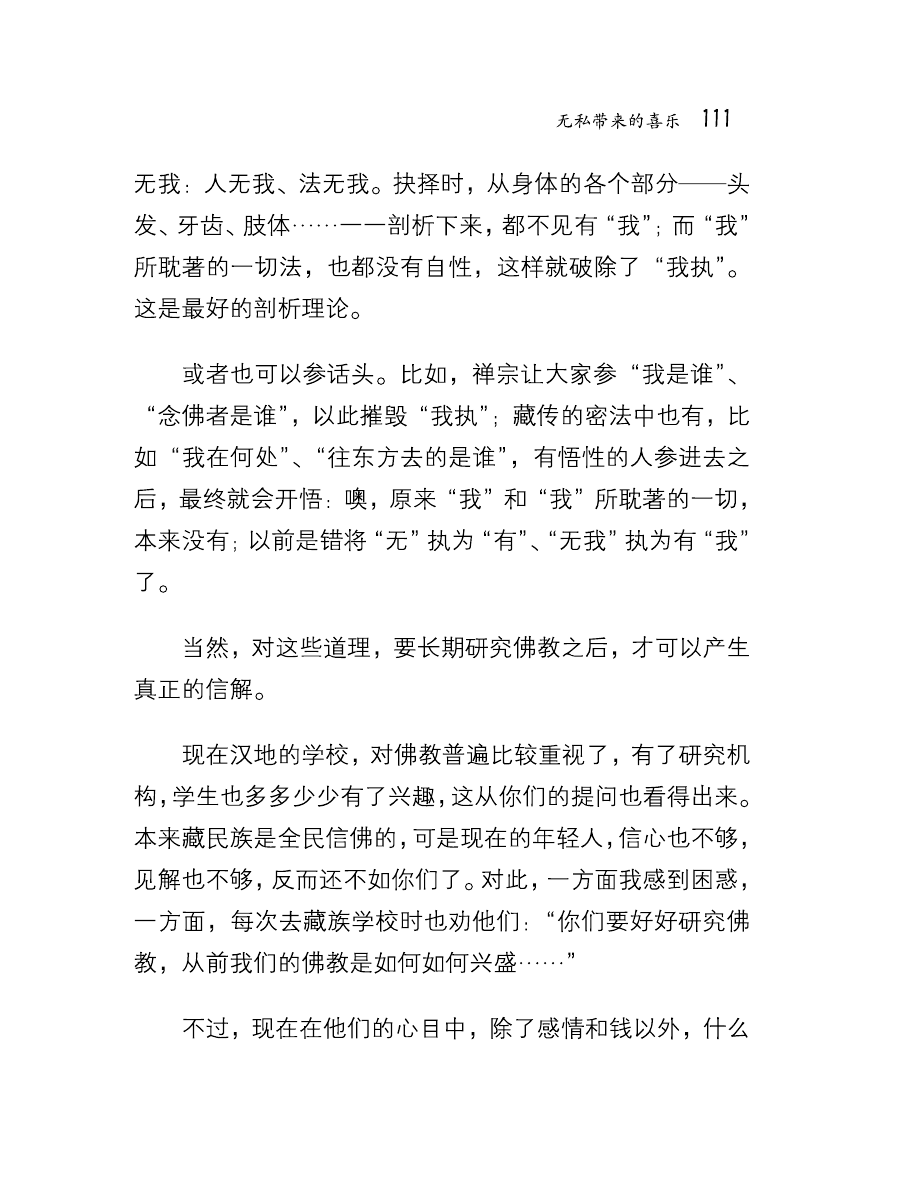 无私带来的喜乐 111
无我：人无我、法无我。抉择时，从身体的各个部分——头
发、牙齿、肢体……一一剖析下来，都不见有“我”；而“我”
所耽著的一切法，也都没有自性，这样就破除了“我执”。
这是最好的剖析理论。
或者也可以参话头。比如，禅宗让大家参“我是谁”、
“念佛者是谁”，以此摧毁“我执”；藏传的密法中也有，比
如“我在何处”、“往东方去的是谁”，有悟性的人参进去之
后，最终就会开悟：噢，原来“我”和“我”所耽著的一切，
本来没有；以前是错将“无”执为“有”、“无我”执为有“我”
了。
当然，对这些道理，要长期研究佛教之后，才可以产生
真正的信解。
现在汉地的学校，对佛教普遍比较重视了，有了研究机
构，学生也多多少少有了兴趣，这从你们的提问也看得出来。
本来藏民族是全民信佛的，可是现在的年轻人，信心也不够，
见解也不够，反而还不如你们了。对此，一方面我感到困惑，
一方面，每次去藏族学校时也劝他们：“你们要好好研究佛
教，从前我们的佛教是如何如何兴盛……”
不过，现在在他们的心目中，除了感情和钱以外，什么